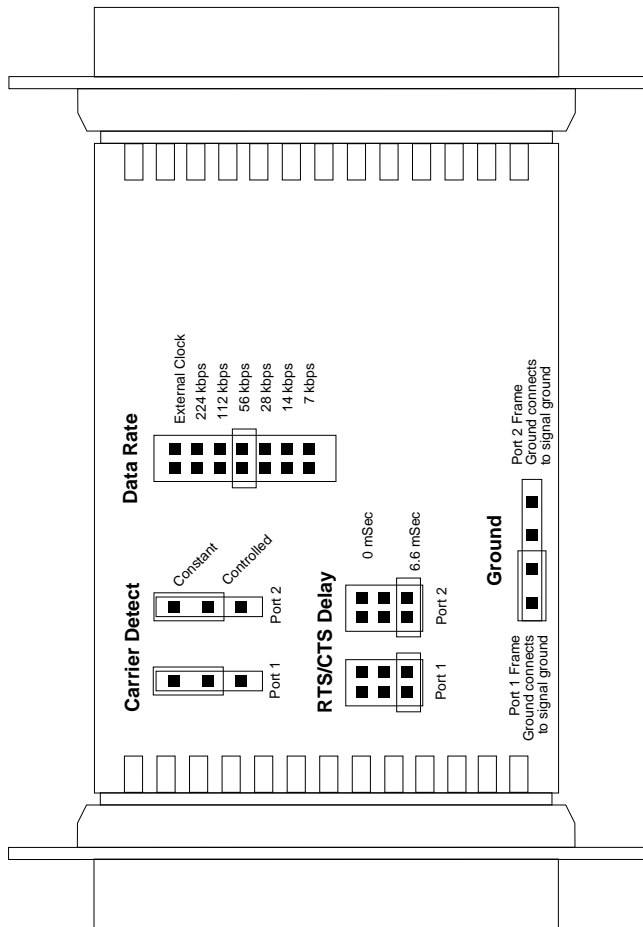 Data Rate
External Clock
224 kbps
112 kbps
56 kbps
28 kbps
14 kbps
7 kbps
Carrier Detect
Constant
Controlled
Port 1
Port 2
RTS/CTS Delay
0 mSec
6.6 mSec
Port 1
Port 2
Ground
Port 1 Frame
Ground connects
to signal ground
Port 2 Frame
Ground connects
to signal ground